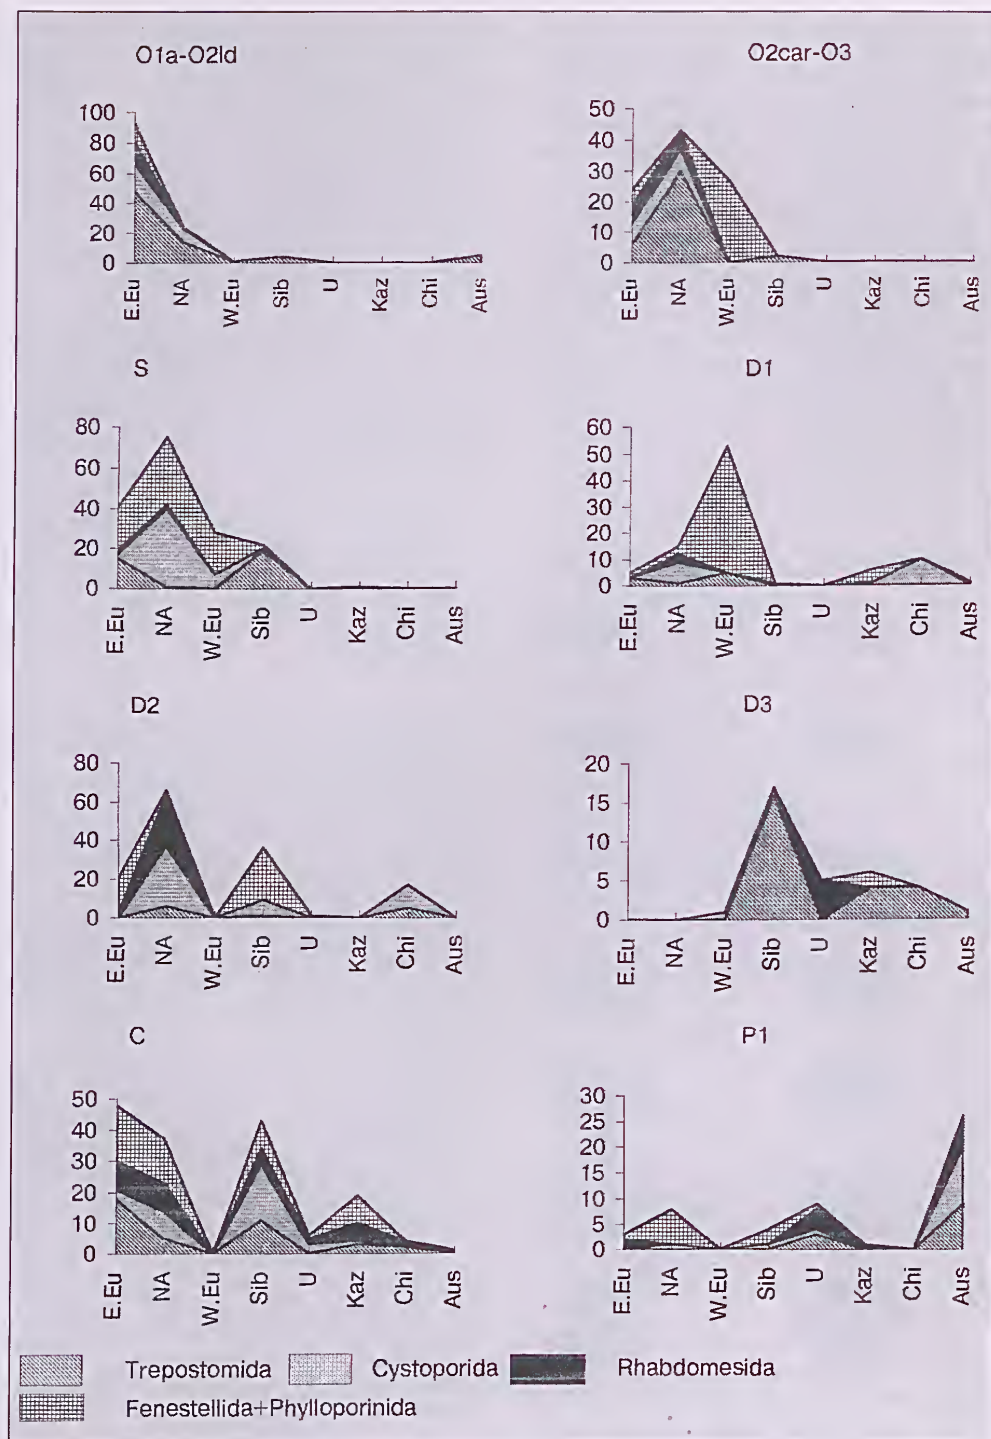 O1a-O2ld
100
80
60
40
20
0
E.Eu
NA
W.Eu
Sib
U
Kaz
Chi
Aus
O2car-O3
50
40
30
20
10
0
E.Eu
NA
W.Eu
Sib
U
Kaz
Chi
Aus
S
80
60
40
20
0
E.Eu
NA
W.Eu
Sib
U
Kaz
Chi
Aus
D1
60
50
40
30
20
10
0
E.Eu
NA
W.Eu
Sib
U
Kaz
Chi
Aus
D2
80
60
40
20
0
E.Eu
NA
W.Eu
Sib
U
Kaz
Chi
Aus
D3
20
15
10
5
0
E.Eu
NA
W.Eu
Sib
U
Kaz
Chi
Aus
C
50
40
30
20
10
0
E.Eu
NA
W.Eu
Sib
U
Kaz
Chi
Aus
P1
30
25
20
15
10
5
0
E.Eu
NA
W.Eu
Sib
U
Kaz
Chi
Aus
Trepostomida
Cystoporida
Rhabdomesida
Fenestellida+Phylloporinida